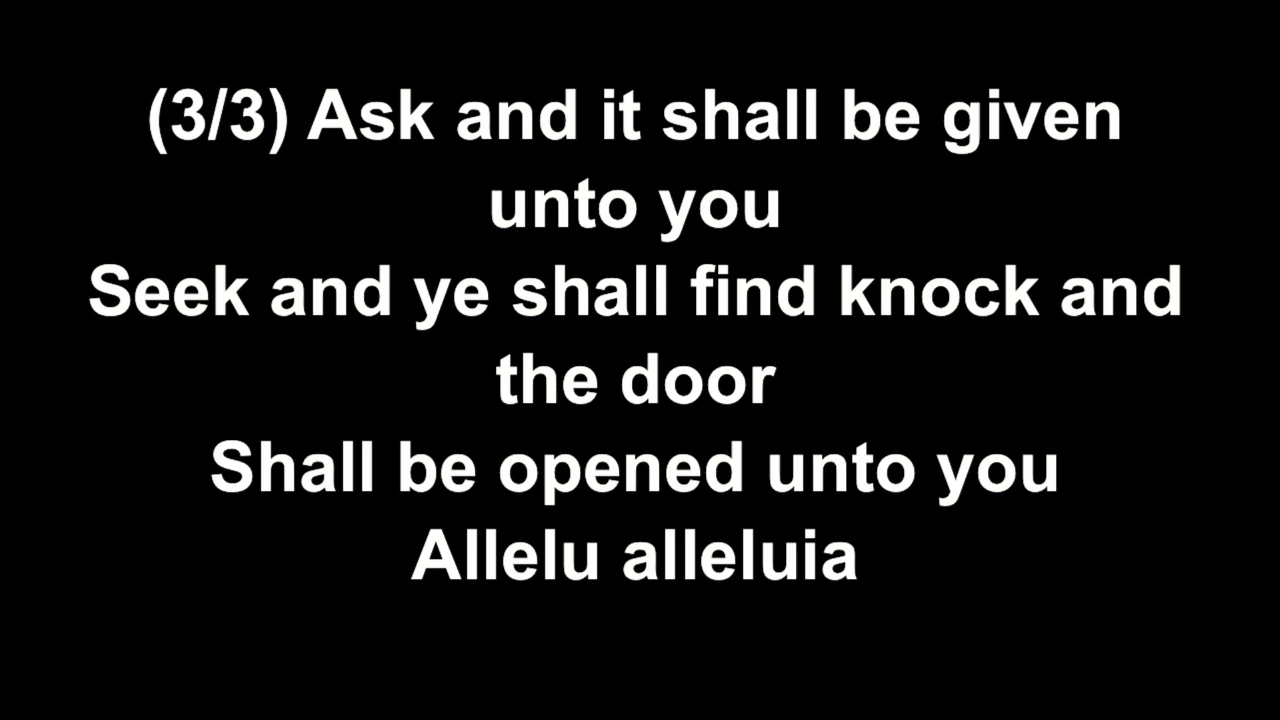 (3/3) Ask and it shall be given
unto you
Seek and ye shall find knock and
the door
Shall be opened unto you
Allelu alleluia